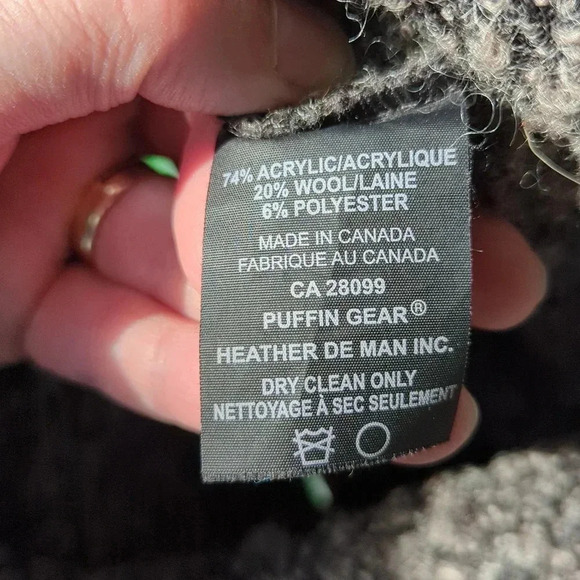 74% ACRYLIC/ACRYLIQUE
20% WOOL/LAINE
6% POLYESTER
MADE IN CANADA
FABRIQUE AU CANADA
CA 28099
PUFFIN GEAR®
HEATHER DE MAN INC.
DRY CLEAN ONLY
NETTOYAGE À SEC SEULEMENT